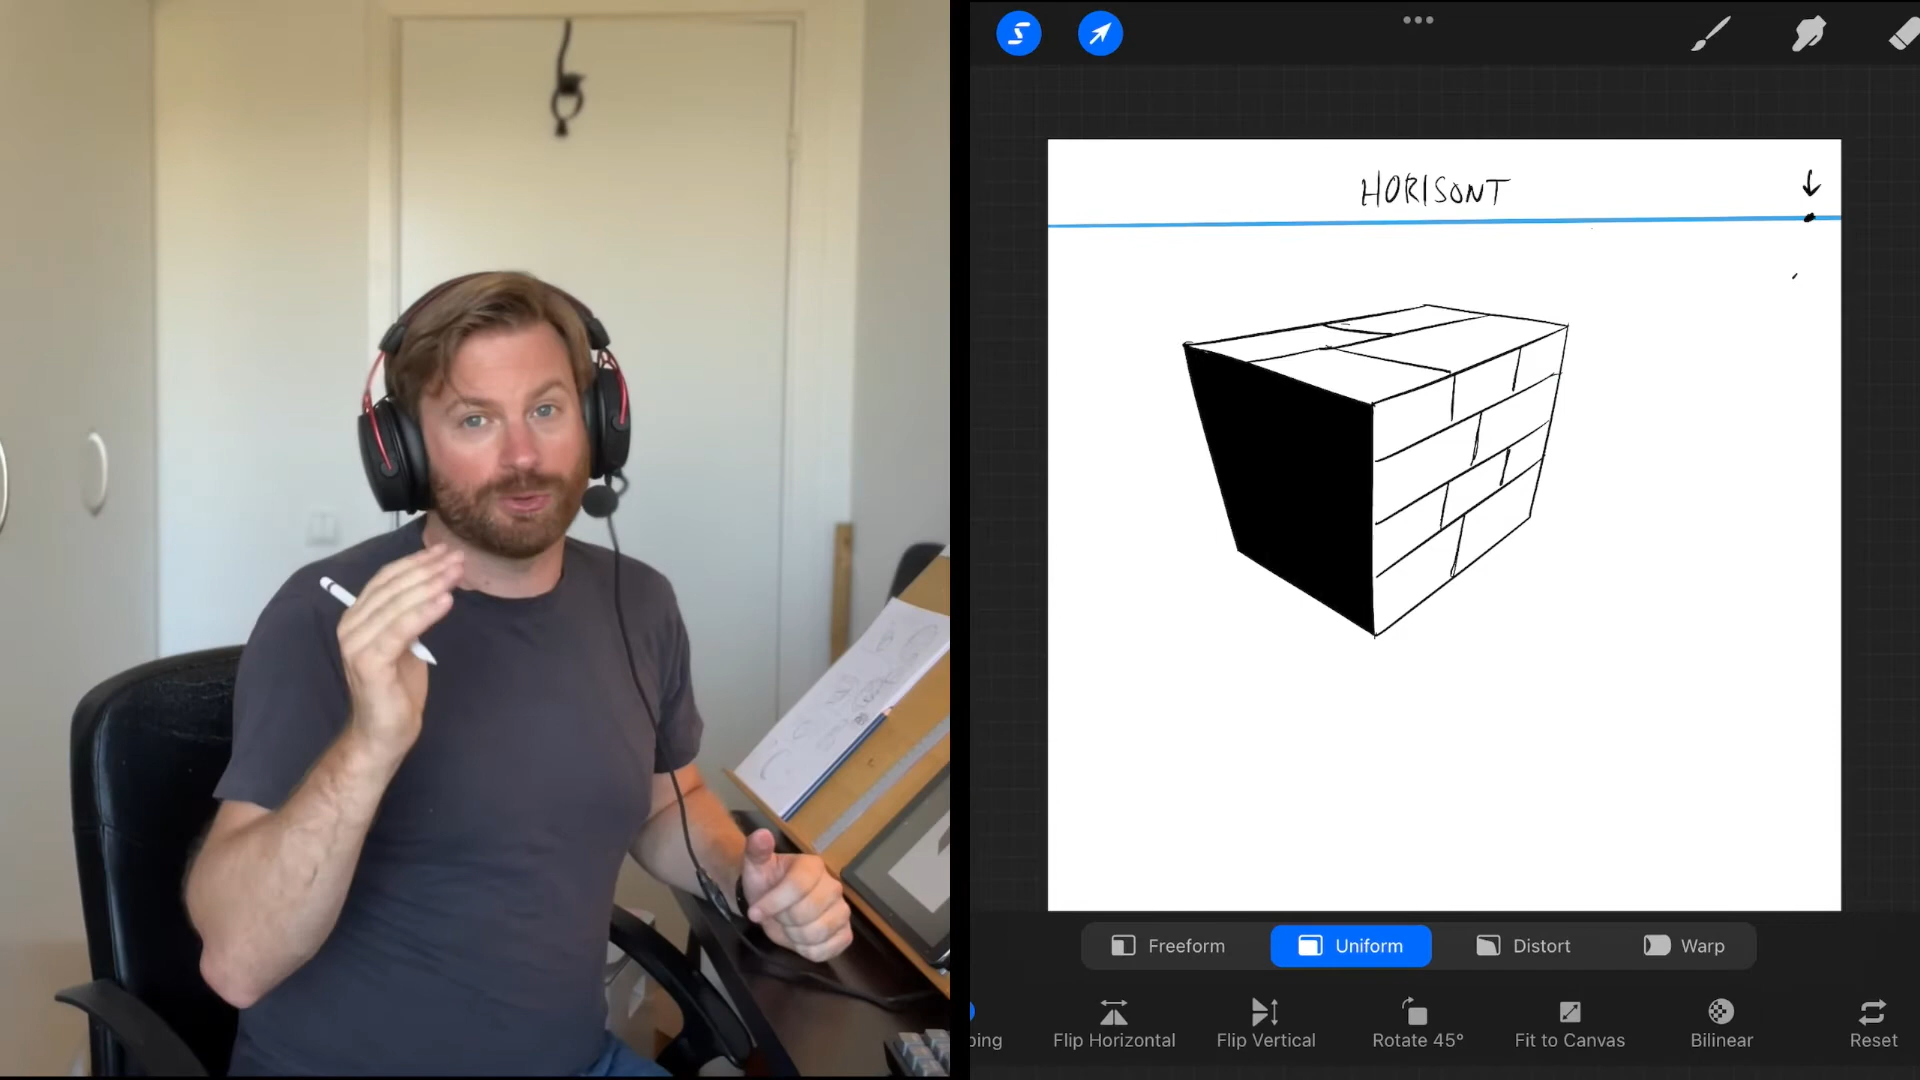 HORISONT
Freeform
Uniform
Distort
Warp
Flip Horizontal
Flip Vertical
Rotate 45°
Fit to Canvas
Bilinear
Reset